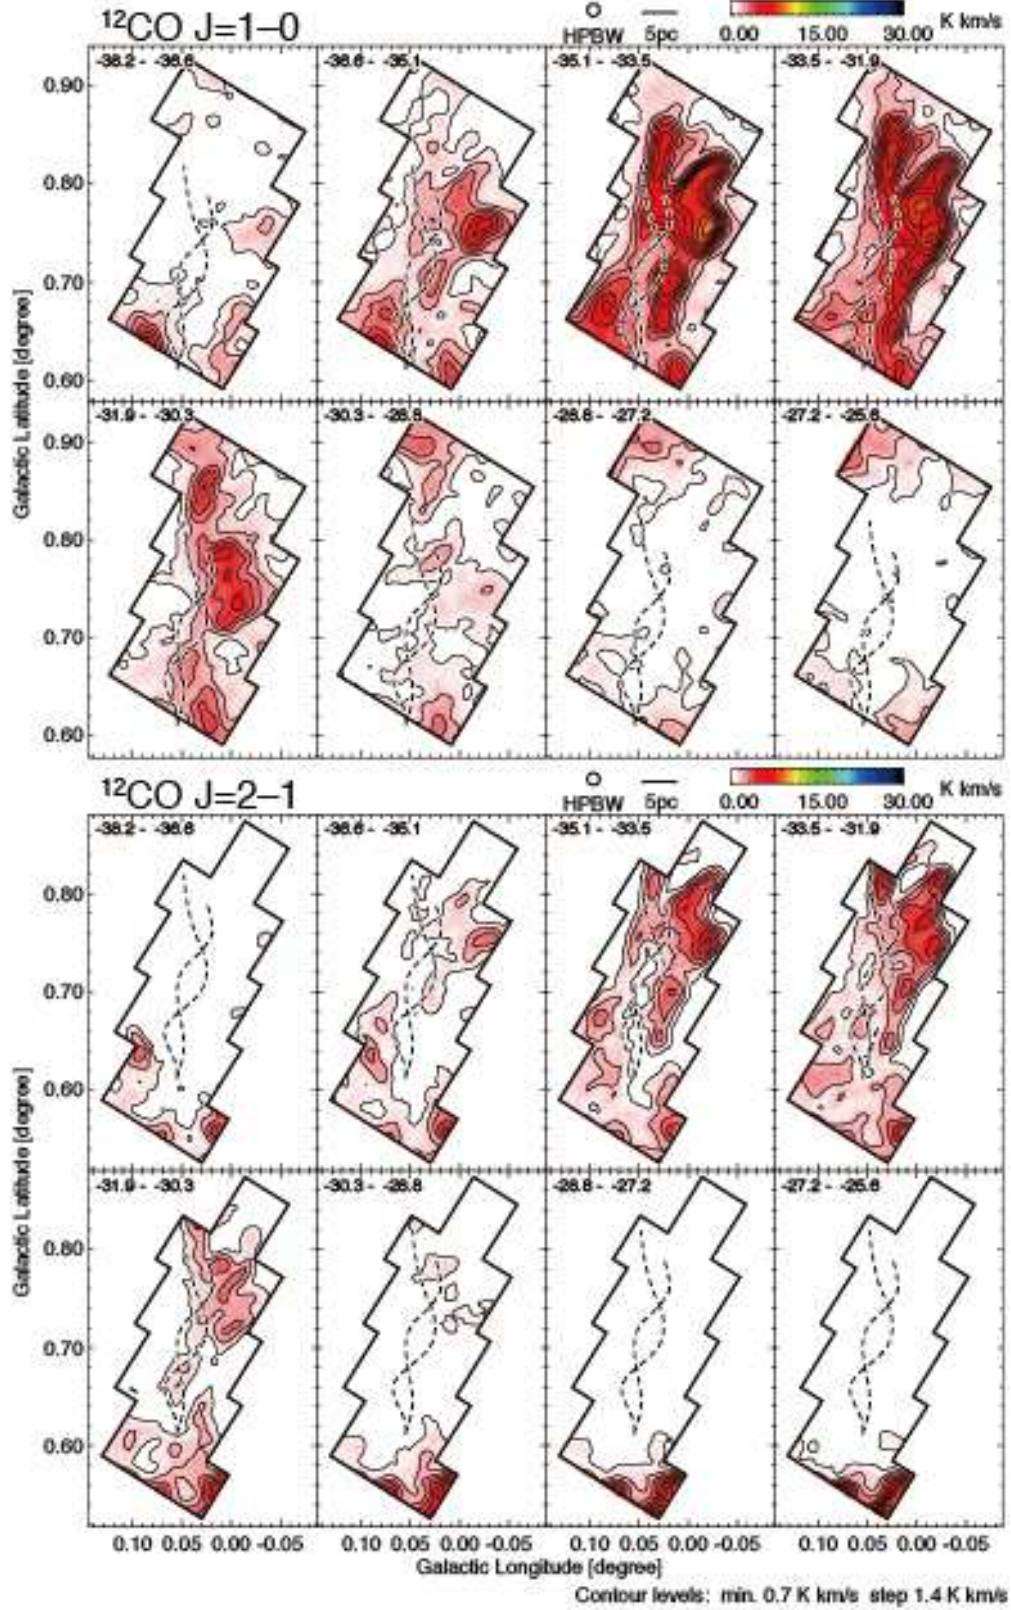 12CO J=1–0
HPBW 5pc 0.00 15.00 30.00 K km/s
-38.2 - -36.6 -36.6 - -35.1 -35.1 - -33.5 -33.5 - -31.9
0.90
0.80
0.70
0.60
-31.9 - -30.3 -30.3 - -28.8 -28.8 - -27.2 -27.2 - -25.6
0.90
0.80
0.70
0.60
Galactic Latitude [degree]
12CO J=2–1
HPBW 5pc 0.00 15.00 30.00 K km/s
-38.2 - -36.6 -36.6 - -35.1 -35.1 - -33.5 -33.5 - -31.9
0.80
0.70
0.60
-31.9 - -30.3 -30.3 - -28.8 -28.8 - -27.2 -27.2 - -25.6
0.80
0.70
0.60
Galactic Latitude [degree]
0.10 0.05 0.00 -0.05 0.10 0.05 0.00 -0.05 0.10 0.05 0.00 -0.05 0.10 0.05 0.00 -0.05
Galactic Longitude [degree]
Contour levels: min. 0.7 K km/s step 1.4 K km/s